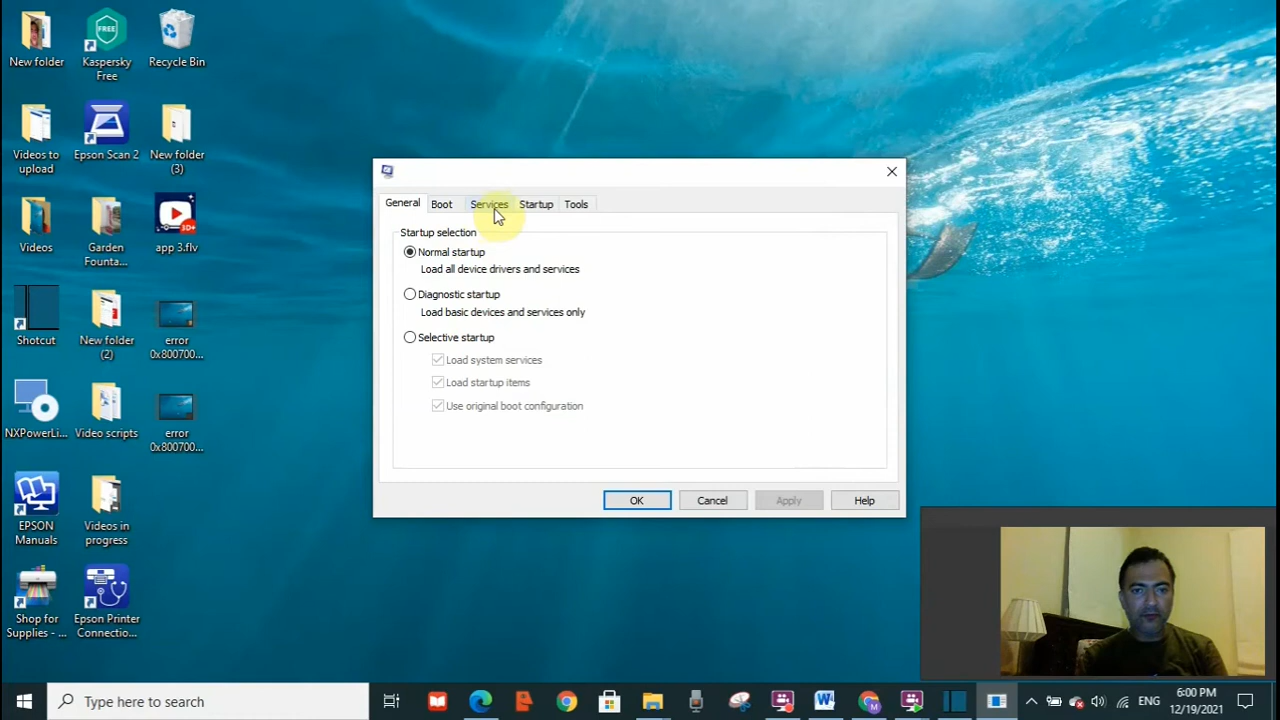 New folder
Kaspersky
Free
FREE
Recycle Bin
Videos to
upload
Epson Scan 2
New folder
(3)
Videos
Garden
Founta...
app 3.flv
Shotcut
New folder
(2)
error
0x800700...
NXPowerLi...
Video scripts
error
0x800700...
EPSON
Manuals
Videos in
progress
Shop for
Supplies - ...
Epson Printer
Connectio...
General
Boot
Services
Startup
Tools
Startup selection
Normal startup
Load all device drivers and services
Diagnostic startup
Load basic devices and services only
Selective startup
Load system services
Load startup items
Use original boot configuration
OK
Cancel
Apply
Help
Type here to search
ENG
6:00 PM
12/19/2021